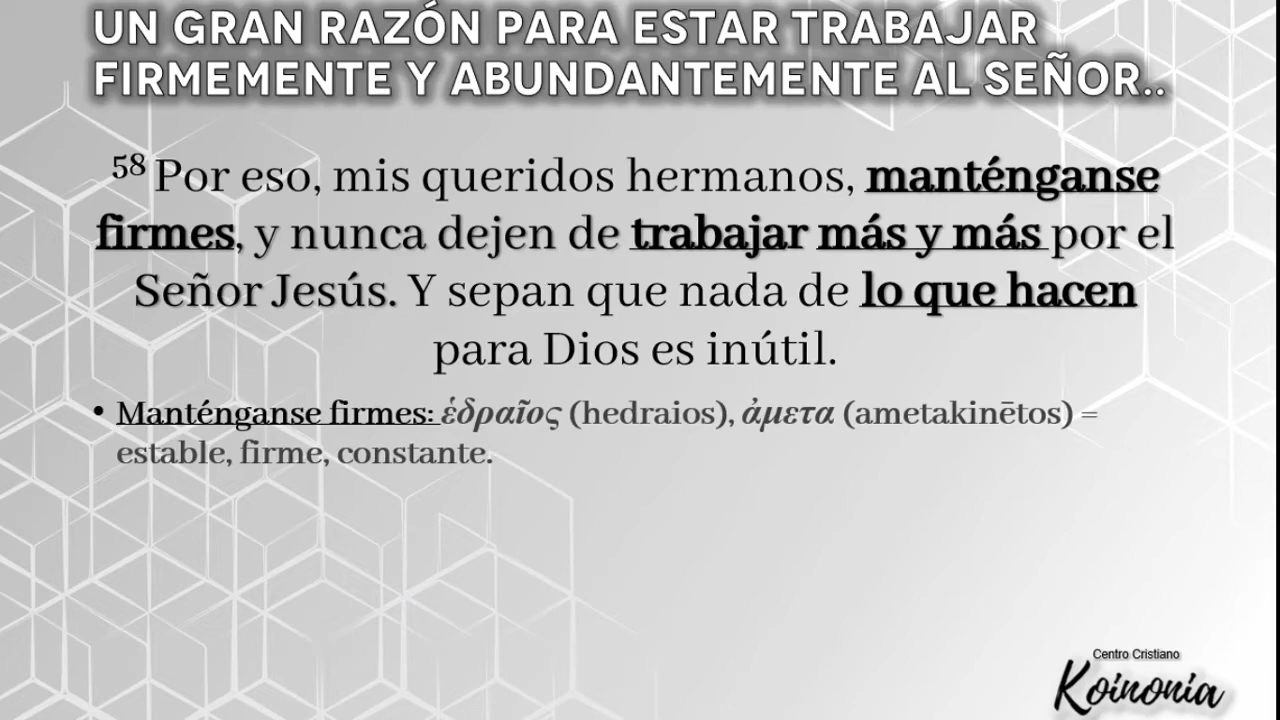 UN GRAN RAZÓN PARA ESTAR TRABAJAR
FIRMEMENTE Y ABUNDANTEMENTE AL SEÑOR..
58 Por eso, mis queridos hermanos, manténganse
firmes, y nunca dejen de trabajar más y más por el
Señor Jesús. Y sepan que nada de lo que hacen
para Dios es inútil.
• Manténganse firmes: ἑδραῖος (hedraios), ἀμετα (ametakinētos) =
estable, firme, constante.
Centro Cristiano
Koinonia